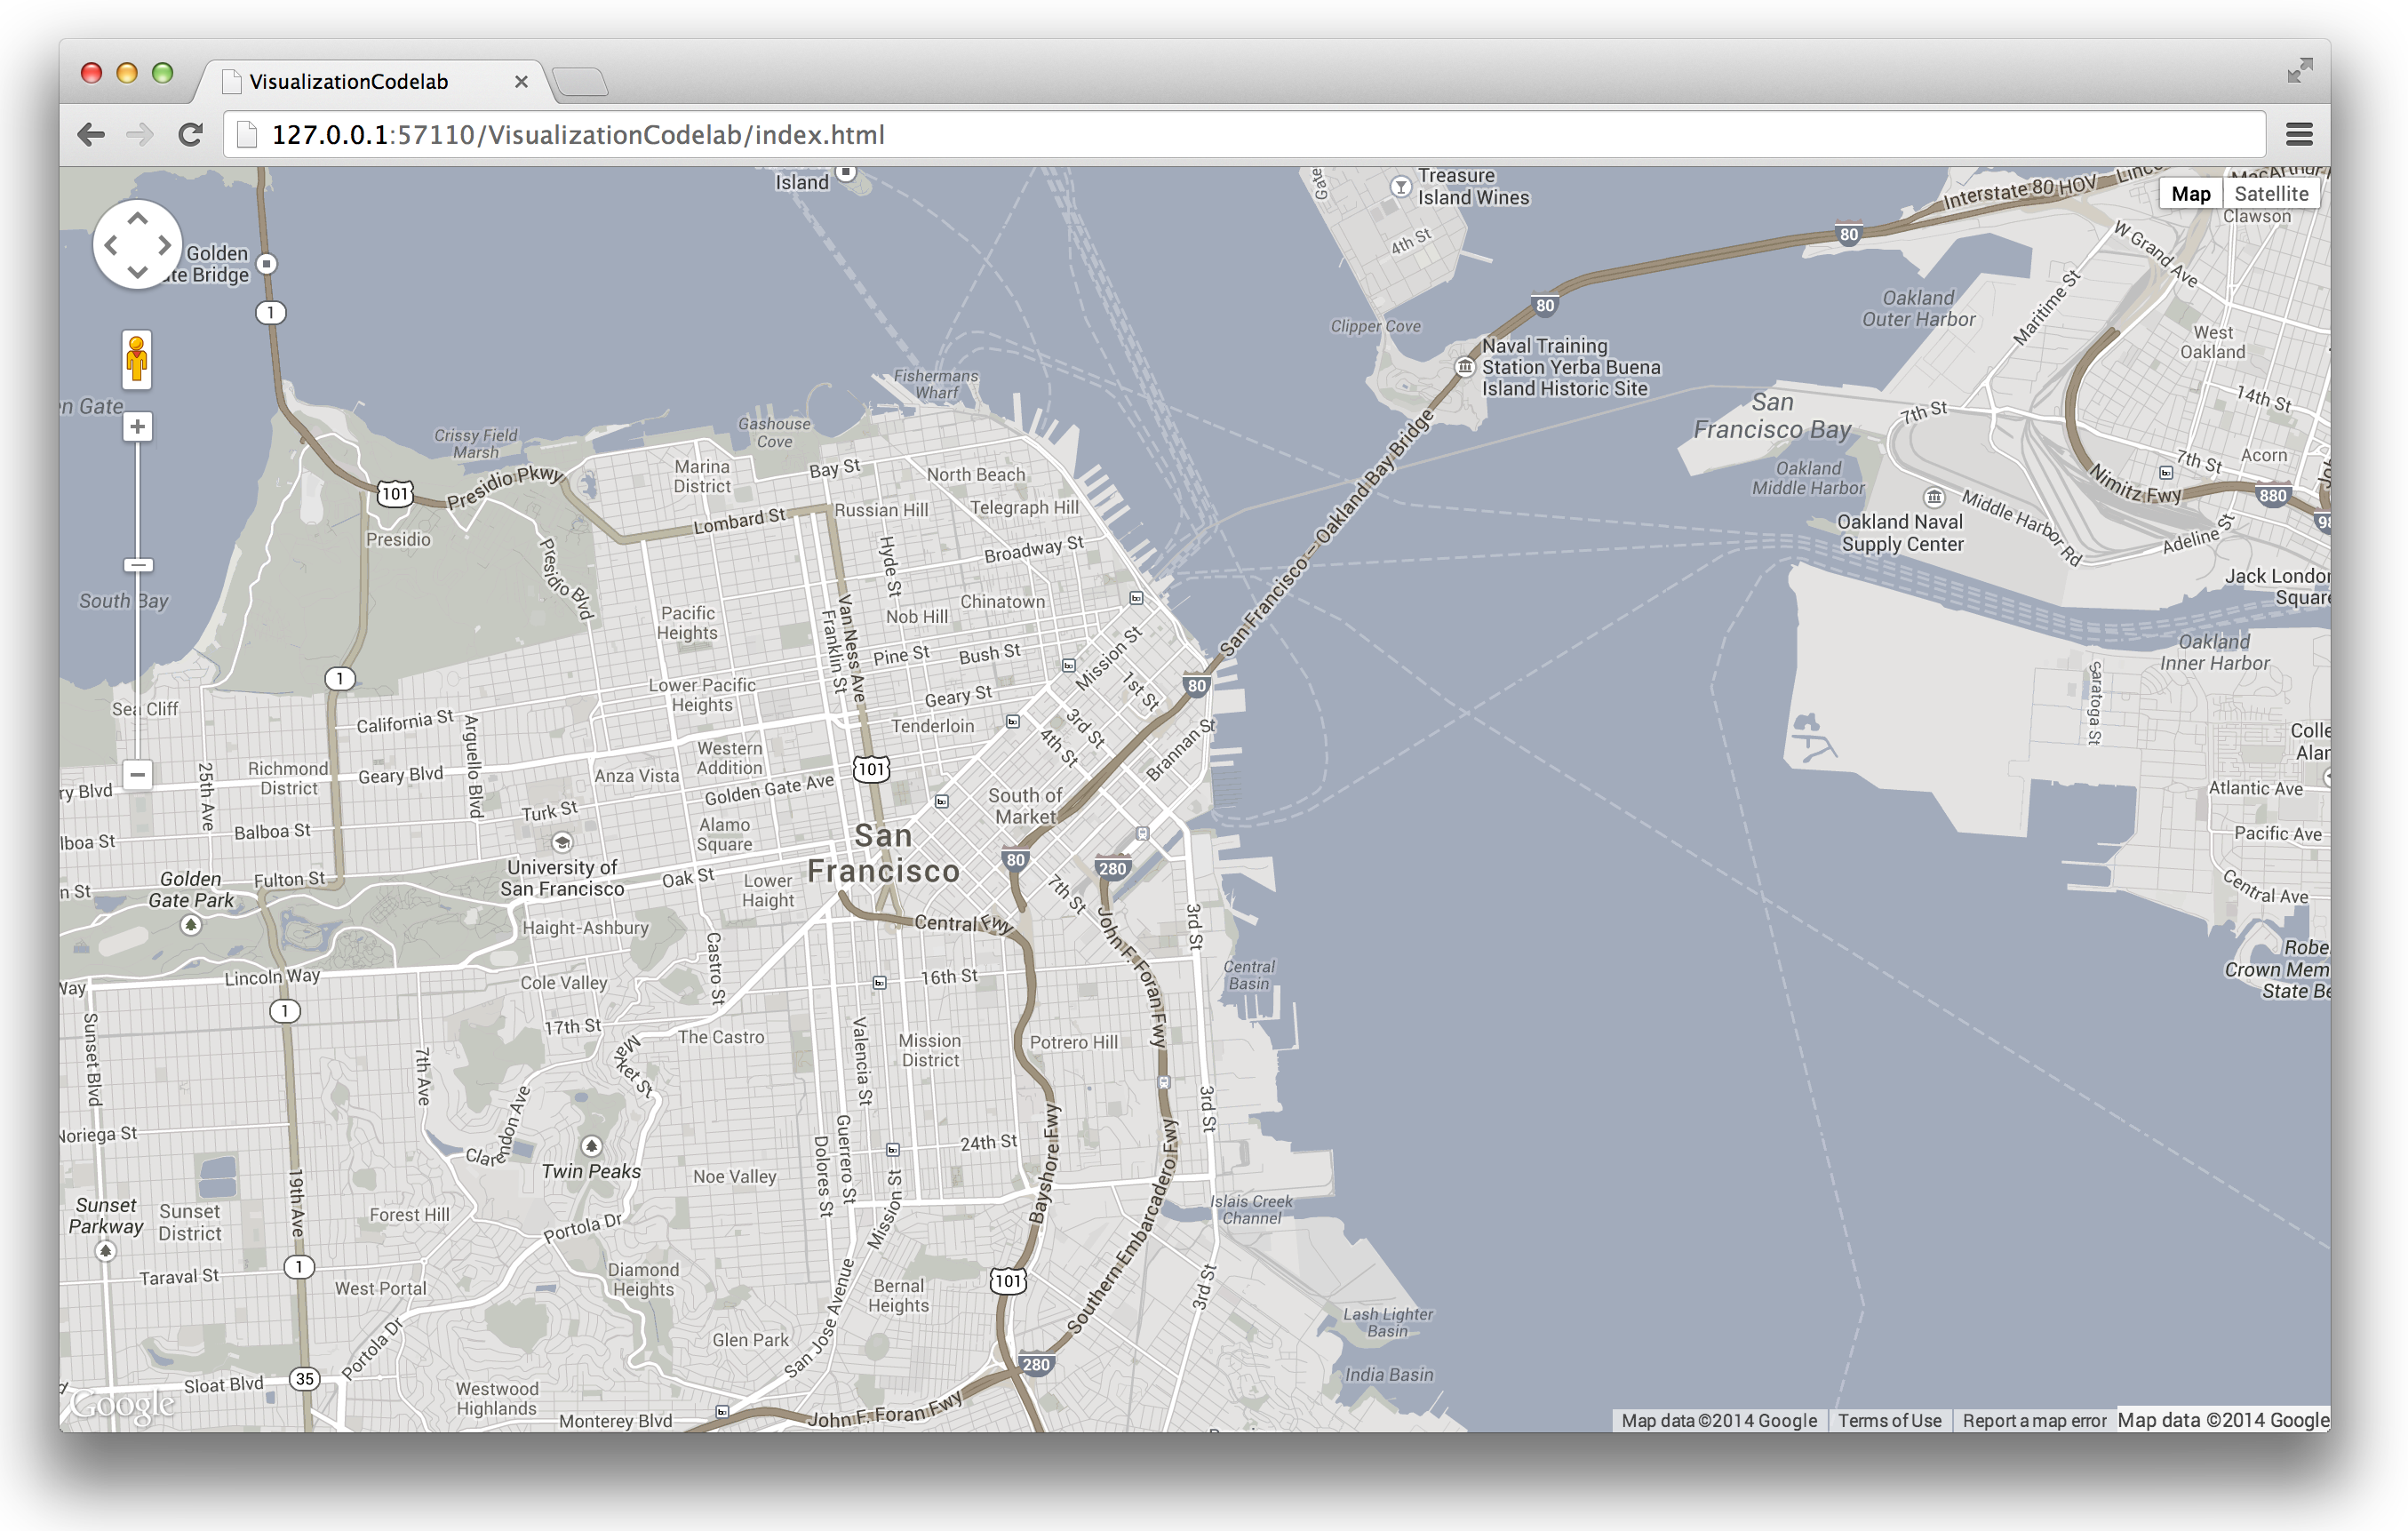 VisualizationCodelab
127.0.0.1:57110/VisualizationCodelab/index.html
Island
Treasure
Island Wines
Gate
4th St
Interstate 80 HOV
Map
Satellite
Clawson
W Grand Ave
Golden
te Bridge
1
80
80
Maritime St
Oakland
Outer Harbor
West
Oakland
Clipper Cove
Naval Training
Station Yerba Buena
Island Historic Site
Fishermans
Wharf
n Gate
Crissy Field
Marsh
Gashouse
Cove
San
Francisco Bay
7th St
14th St
Marina
District
Bay St
North Beach
Oakland
Middle Harbor
7th St
Acorn
101
Presidio Pkwy
Lombard St
Russian Hill
Telegraph Hill
San Francisco – Oakland Bay Bridge
Nimitz Fwy
880
Middle Harbor Rd
Adeline St
Oakland Naval
Supply Center
Presidio
Presidio Blvd
Hyde St
Broadway St
Jack London
Square
South Bay
Pacific
Heights
Franklin St
Van Ness Ave
Nob Hill
Chinatown
Pine St
Bush St
Mission St
Oakland
Inner Harbor
1
Lower Pacific
Heights
Geary St
1st St
80
Saratoga St
Sea Cliff
California St
Arguello Blvd
Tenderloin
3rd St
4th St
Brannan St
Western
Addition
101
25th Ave
Richmond
District
Geary Blvd
Anza Vista
Golden Gate Ave
South of
Market
Colle
Alar
ry Blvd
Atlantic Ave
Turk St
Balboa St
lboa St
Alamo
Square
San
Francisco
Pacific Ave
80
280
University of
San Francisco
Oak St
Lower
Haight
7th St
Golden
Gate Park
Fulton St
n St
Central Ave
Haight-Ashbury
Central Fwy
3rd St
John F. Foran Fwy
Castro St
Robe
Crown Mem
State Be
Lincoln Way
Way
Cole Valley
16th St
Central
Basin
1
Sunset Blvd
17th St
The Castro
Market St
Valencia St
Mission
District
Potrero Hill
7th Ave
Clarendon Ave
Noriega St
3rd St
24th St
Guerrero St
Dolores St
Bayshore Fwy
Twin Peaks
Noe Valley
19th Ave
Sunset
Parkway
Sunset
District
Forest Hill
Portola Dr
Mission St
Islais Creek
Channel
Southern Embarcadero Fwy
1
Taraval St
West Portal
Diamond
Heights
Bernal
Heights
101
3rd St
San Jose Avenue
Glen Park
Lash Lighter
Basin
Portola Dr
280
India Basin
35
Sloat Blvd
Westwood
Highlands
Monterey Blvd
John F. Foran Fwy
Google
Map data ©2014 Google
Terms of Use
Report a map error
Map data ©2014 Google